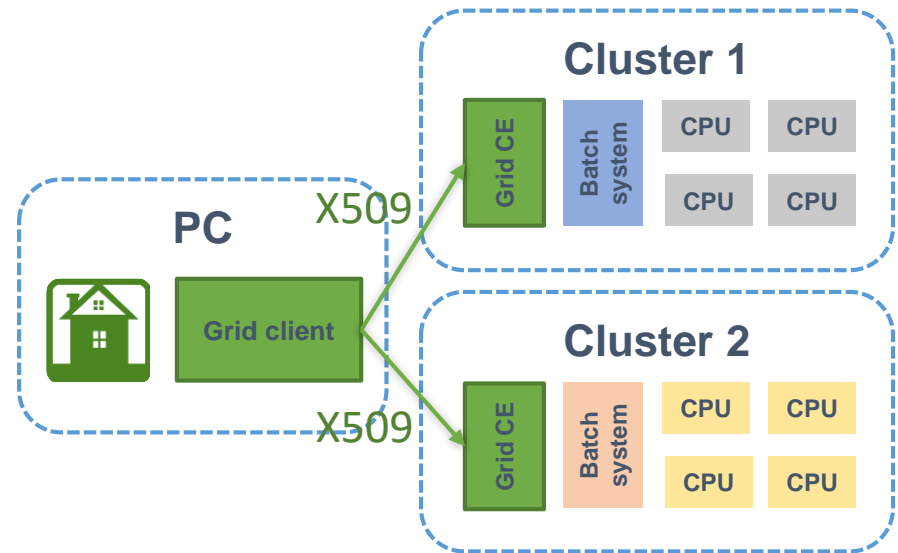 PC
Grid client
X509
X509
Cluster 1
Grid CE
Batch
system
CPU
CPU
CPU
CPU
Cluster 2
Grid CE
Batch
system
CPU
CPU
CPU
CPU